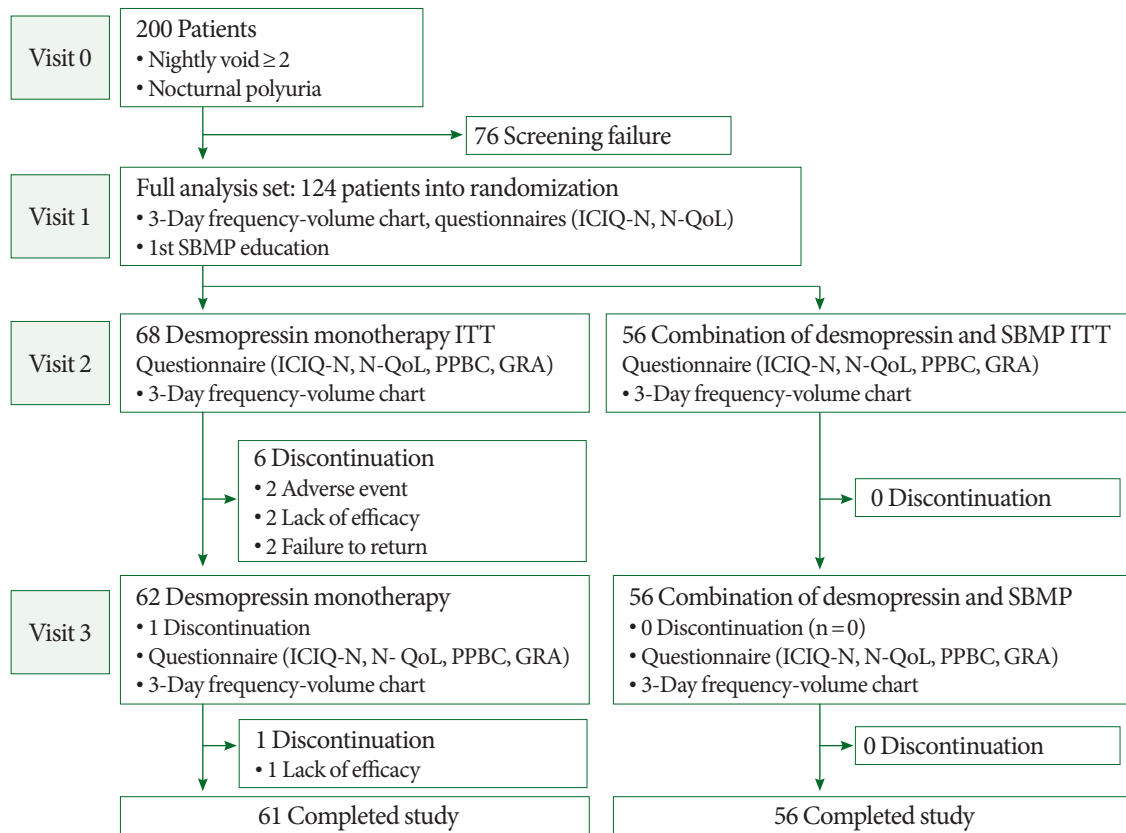 Visit 0
200 Patients
• Nightly void ≥ 2
• Nocturnal polyuria
76 Screening failure
Visit 1
Full analysis set: 124 patients into randomization
• 3-Day frequency-volume chart, questionnaires (ICIQ-N, N-QoL)
• 1st SBMP education
Visit 2
68 Desmopressin monotherapy ITT
Questionnaire (ICIQ-N, N-QoL, PPBC, GRA)
• 3-Day frequency-volume chart
56 Combination of desmopressin and SBMP ITT
Questionnaire (ICIQ-N, N-QoL, PPBC, GRA)
• 3-Day frequency-volume chart
6 Discontinuation
• 2 Adverse event
• 2 Lack of efficacy
• 2 Failure to return
0 Discontinuation
Visit 3
62 Desmopressin monotherapy
• 1 Discontinuation
• Questionnaire (ICIQ-N, N- QoL, PPBC, GRA)
• 3-Day frequency-volume chart
56 Combination of desmopressin and SBMP
• 0 Discontinuation (n=0)
• Questionnaire (ICIQ-N, N-QoL, PPBC, GRA)
• 3-Day frequency-volume chart
1 Discontinuation
• 1 Lack of efficacy
0 Discontinuation
61 Completed study
56 Completed study